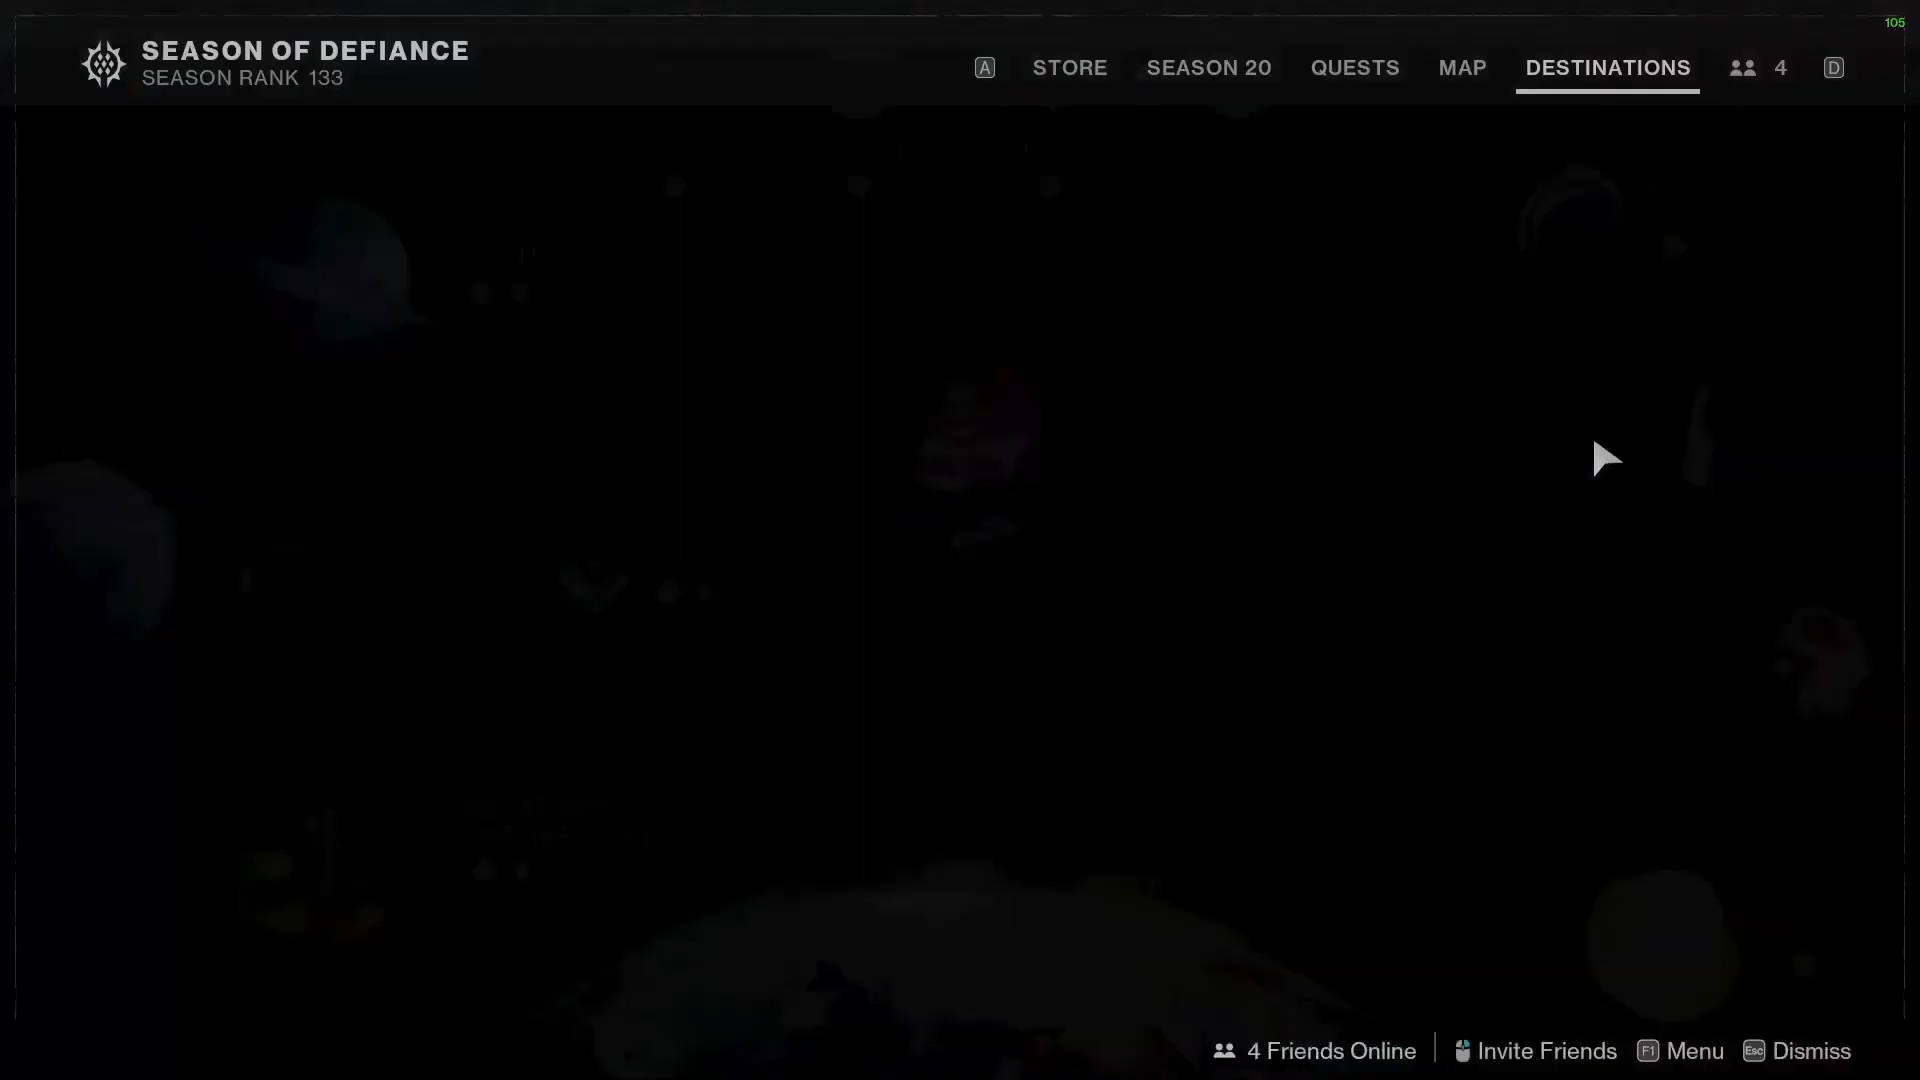 SEASON OF DEFIANCE
SEASON RANK 133
A STORE SEASON 20 QUESTS MAP DESTINATIONS 4 D
105
4 Friends Online Invite Friends F1 Menu Esc Dismiss